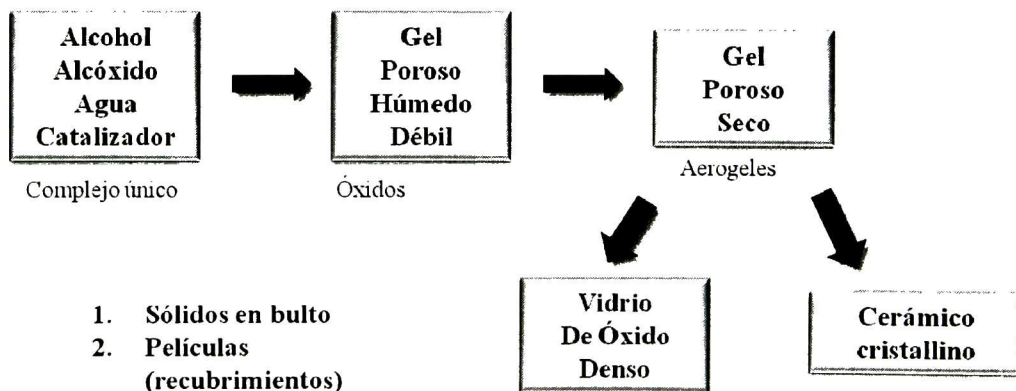 Alcohol
Alcóxido
Agua
Catalizador
Complejo único
Gel
Poroso
Húmedo
Débil
Óxidos
Gel
Poroso
Seco
Aerogeles
Vidrio
De Óxido
Denso
Cerámico
cristallino
1. Sólidos en bulto
2. Películas
(recubrimientos)